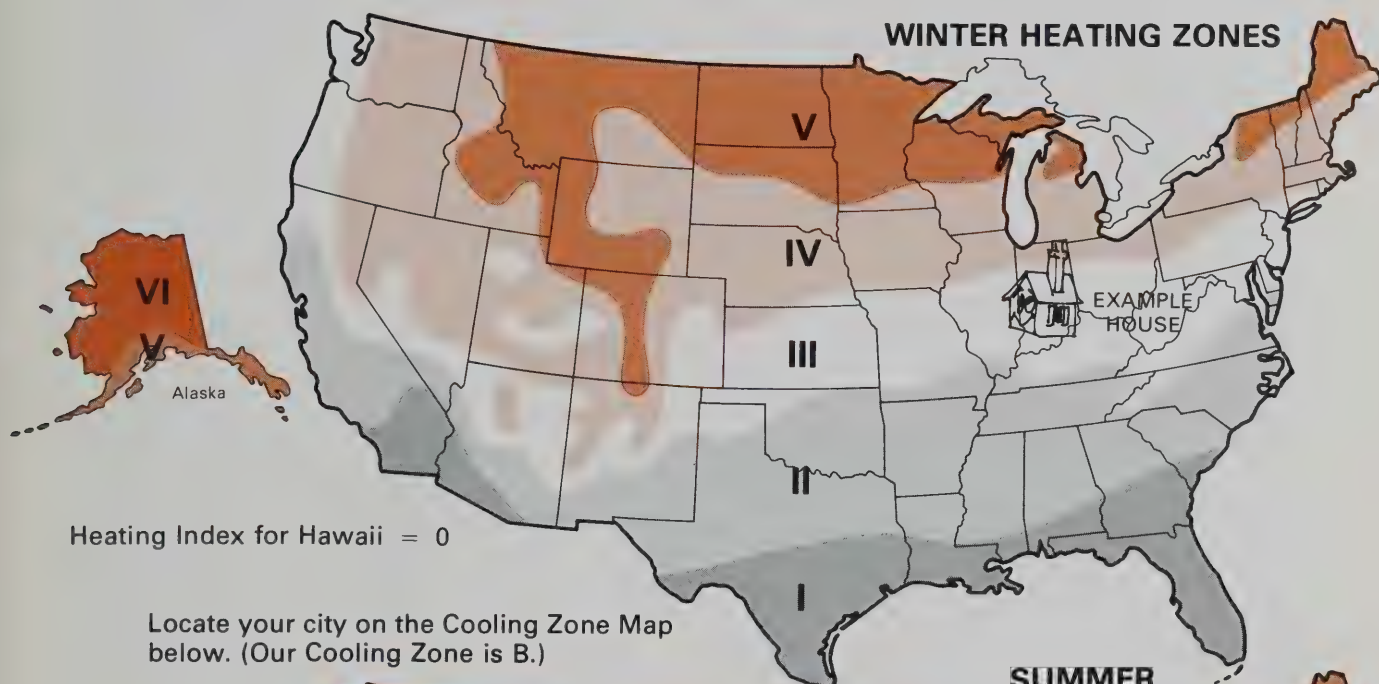 WINTER HEATING ZONES
V
IV
VI
EXAMPLE
HOUSE
V
III
Alaska
II
Heating Index for Hawaii = 0
I
Locate your city on the Cooling Zone Map
below. (Our Cooling Zone is B.)
SUMMER